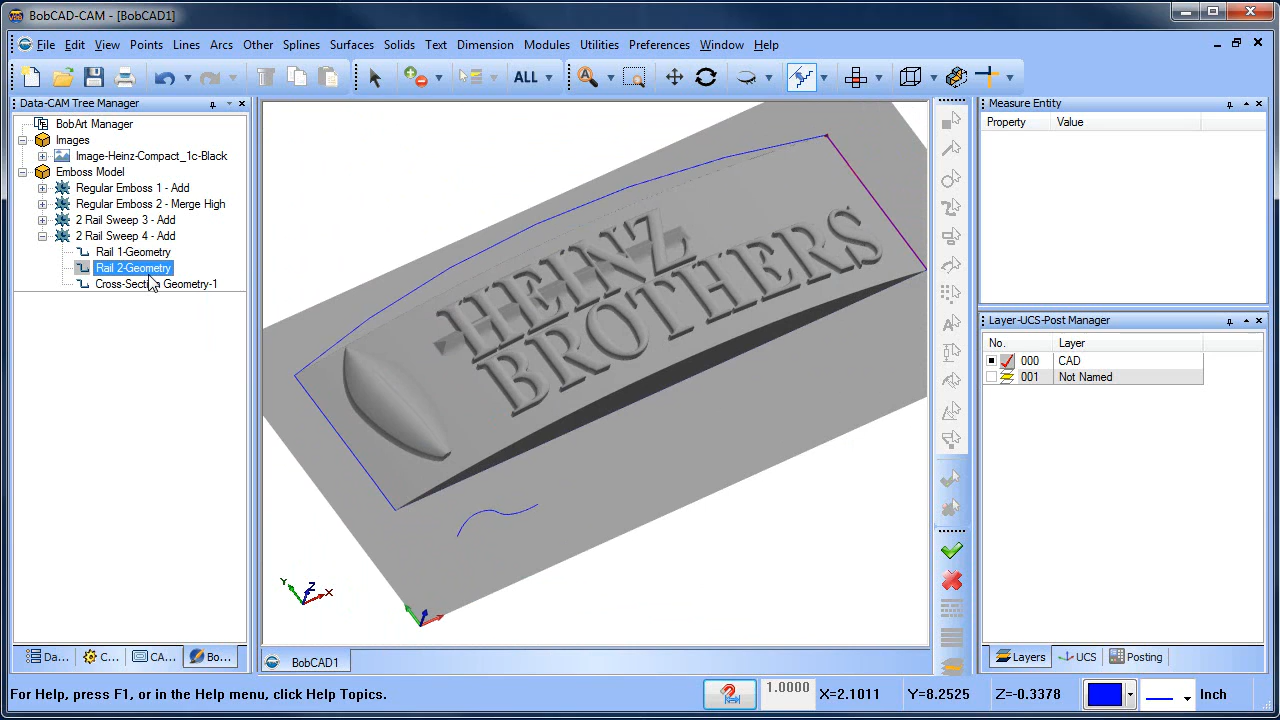 BobCAD-CAM - [BobCAD1]
File Edit View Points Lines Arcs Other Splines Surfaces Solids Text Dimension Modules Utilities Preferences Window Help
ALL
Data-CAM Tree Manager
BobArt Manager
Images
Image-Heinz-Compact_1c-Black
Emboss Model
Regular Emboss 1 - Add
Regular Emboss 2 - Merge High
2 Rail Sweep 3 - Add
2 Rail Sweep 4 - Add
Rail 1-Geometry
Rail 2-Geometry
Cross-Section Geometry-1
HEINZ
BROTHERS
Y Z X
Measure Entity
Property Value
Layer-UCS-Post Manager
No. Layer
000 CAD
001 Not Named
Da... C... CA... Bo...
BobCAD1
Layers UCS Posting
For Help, press F1, or in the Help menu, click Help Topics.
1.0000 X=2.1011 Y=8.2525 Z=-0.3378 Inch